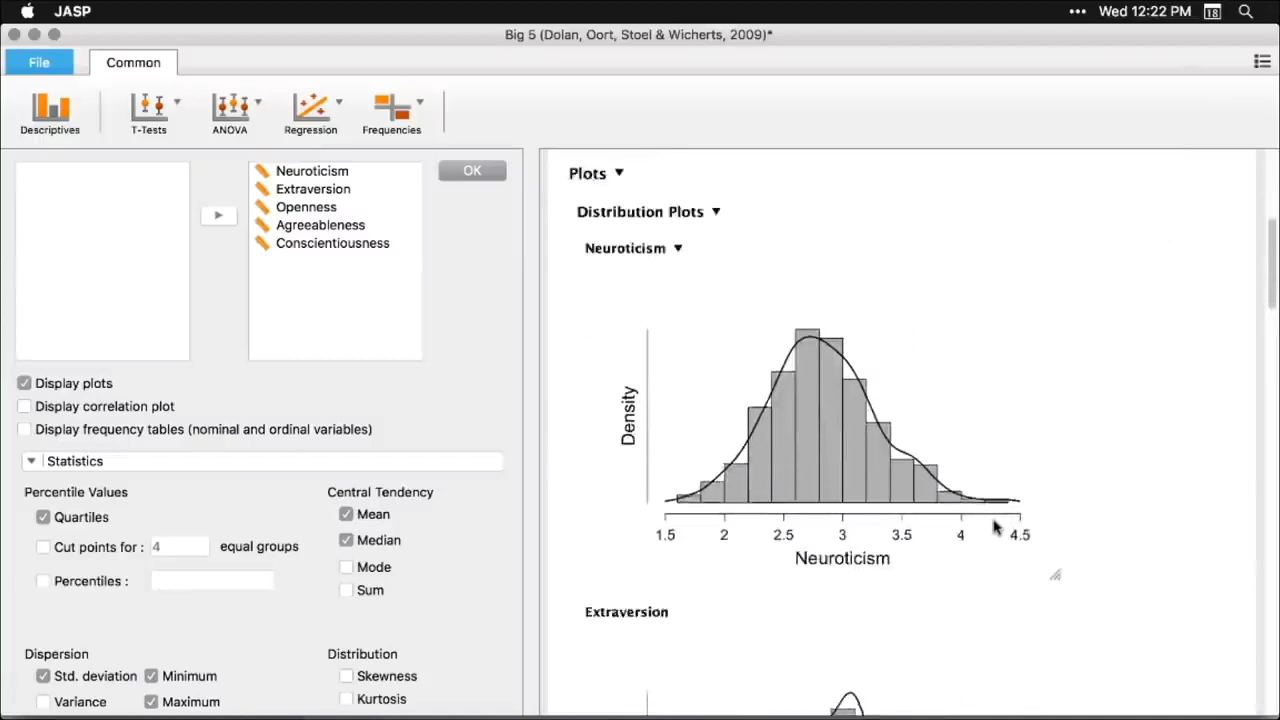 JASP
••• Wed 12:22 PM 18
Big 5 (Dolan, Oort, Stoel & Wicherts, 2009)*
File
Common
Descriptives
T-Tests
ANOVA
Regression
Frequencies
Neuroticism
Extraversion
Openness
Agreeableness
Conscientiousness
OK
Display plots
Display correlation plot
Display frequency tables (nominal and ordinal variables)
Statistics
Percentile Values
Quartiles
Cut points for : 4 equal groups
Percentiles :
Central Tendency
Mean
Median
Mode
Sum
Dispersion
Std. deviation
Minimum
Variance
Maximum
Distribution
Skewness
Kurtosis
Plots
Distribution Plots
Neuroticism
Density
1.5 2 2.5 3 3.5 4 4.5
Neuroticism
Extraversion